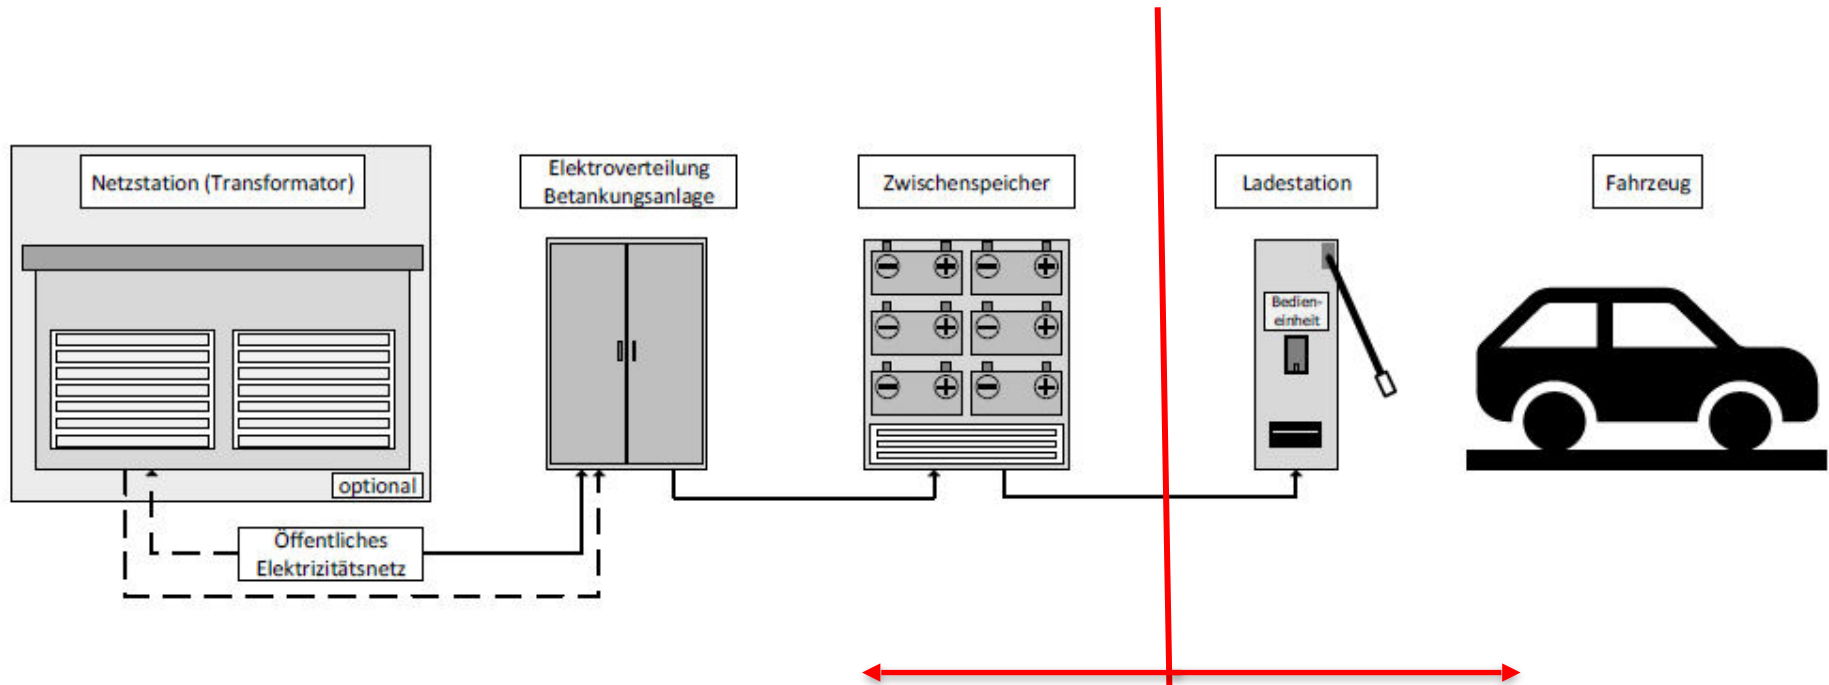 Netzstation (Transformator)
Elektroverteilung
Betankungsanlage
Zwischenspeicher
Ladestation
Fahrzeug
Bedien-
einheit
optional
Öffentliches
Elektrizitätsnetz